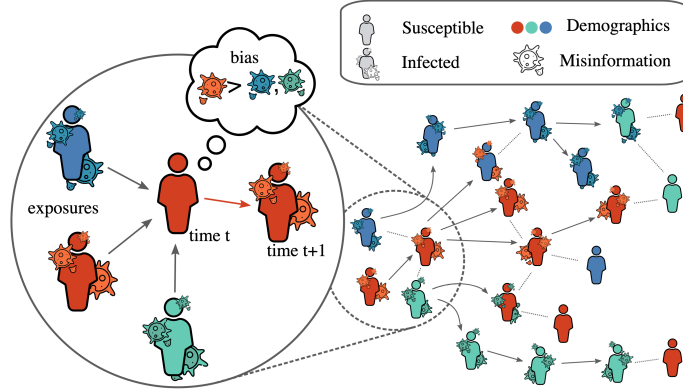 bias
>
,
exposures
time t
time t+1
Susceptible
Demographics
Infected
Misinformation